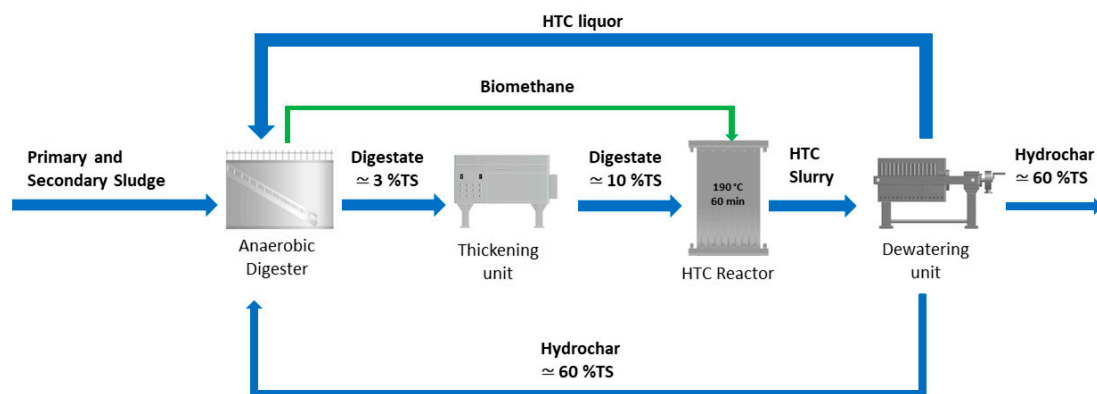 HTC liquor
Biomethane
Primary and
Secondary Sludge
Digestate
≃ 3 %TS
Digestate
≃ 10 %TS
190 °C
60 min
HTC
Slurry
Hydrochar
≃ 60 %TS
Anaerobic
Digester
Thickening
unit
HTC Reactor
Dewatering
unit
Hydrochar
≃ 60 %TS